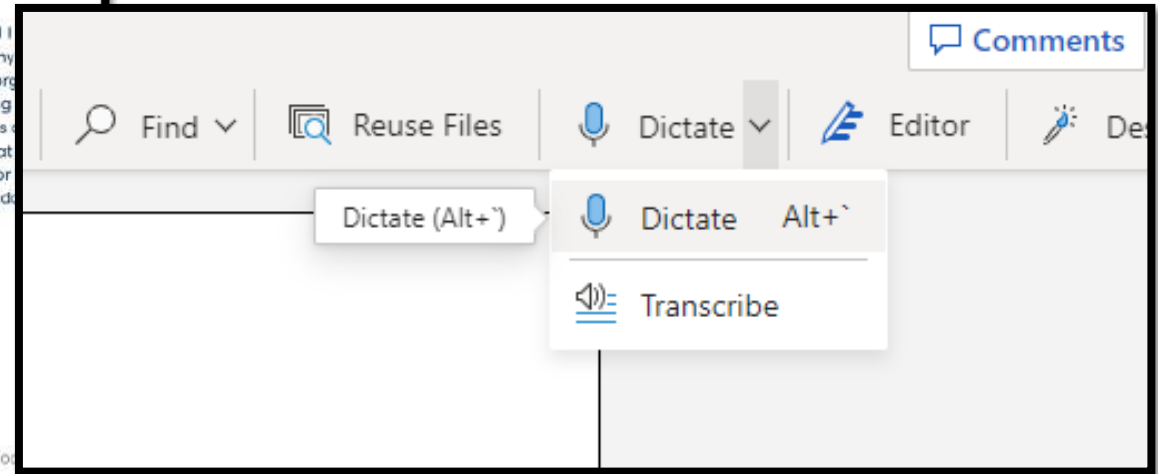 Comments
Find Reuse Files Dictate Editor
Dictate (Alt+`) Dictate Alt+`
Transcribe